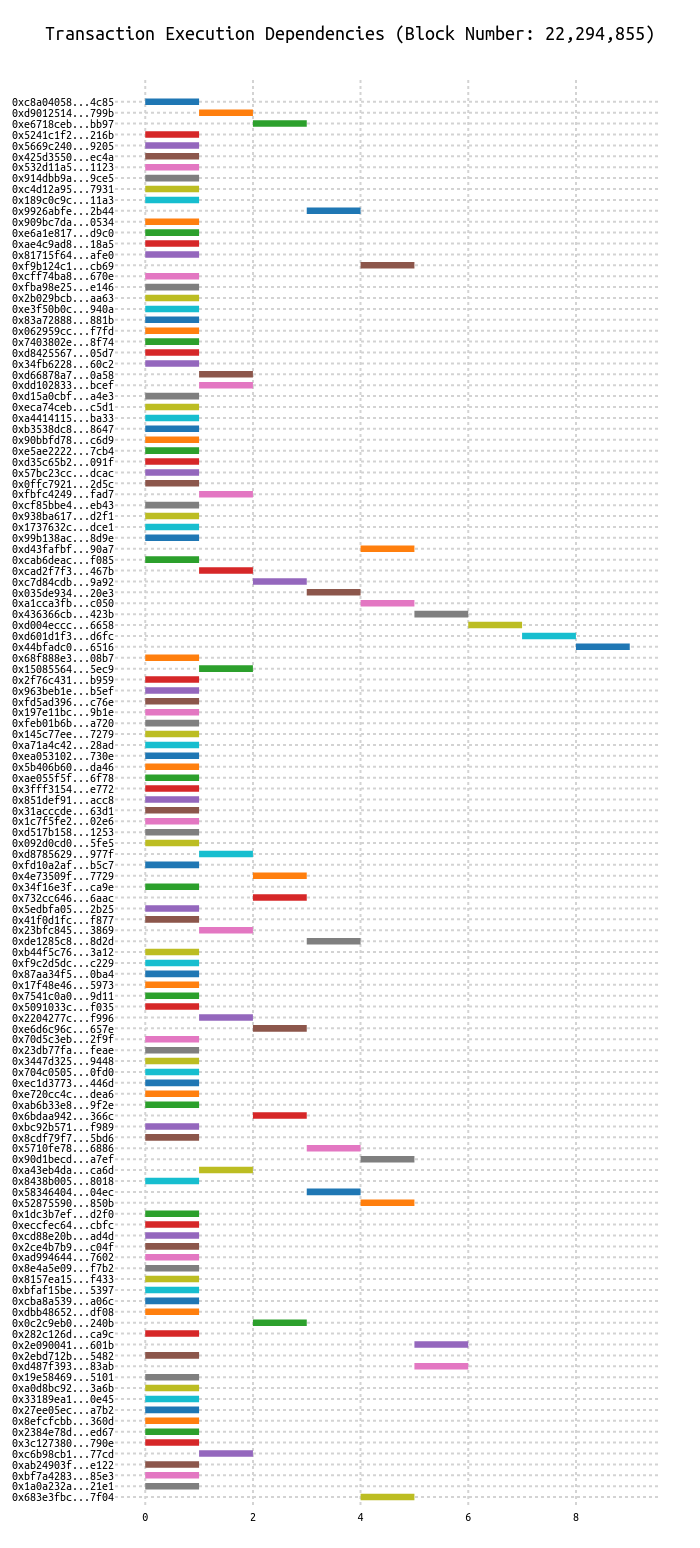 Transaction Execution Dependencies (Block Number: 22,294,855)
0xc8a04058...4c85
0xd9012514...799b
0xe6718ceb...bb97
0x5241c1f2...216b
0x5669c240...9205
0x425d3550...ec4a
0x532d11a5...1123
0x914dbb9a...9ce5
0xc4d12a95...7931
0x189c0c9c...11a3
0x9926abfe...2b44
0x909bc7da...0534
0xe6a1e817...d9c0
0xae4c9ad8...18a5
0x81715f64...afe0
0xf9b124c1...cb69
0xcff74ba8...670e
0xfba98e25...e146
0x2b029bcb...aa63
0xe3f50b0c...940a
0x83a72888...881b
0x062959cc...f7fd
0x7403802e...8f74
0xd8425567...05d7
0x34fb6228...60c2
0xd66878a7...0a58
0xdd102833...bcef
0xd15a0cbf...a4e3
0xeca74ceb...c5d1
0xa4414115...ba33
0xb3538dc8...8647
0x90bbfd78...c6d9
0xe5ae2222...7cb4
0xd35c65b2...091f
0x57bc23cc...dcac
0x0ffc7921...2d5c
0xfbfc4249...fad7
0xcf85bbe4...eb43
0x938ba617...d2f1
0x1737632c...dce1
0x99b138ac...8d9e
0xd43fafbf...90a7
0xcab6deac...f085
0xcad2f7f3...467b
0xc7d84cdb...9a92
0x035de934...20e3
0xa1cca3fb...c050
0x436366cb...423b
0xd004eccc...6658
0xd601d1f3...d6fc
0x44bfadc0...6516
0x68f888e3...08b7
0x15085564...5ec9
0x2f76c431...b959
0x963beb1e...b5ef
0xfd5ad396...c76e
0x197e11bc...9b1e
0xfeb01b6b...a720
0x145c77ee...7279
0xa71a4c42...28ad
0xea053102...730e
0x5b406b60...da46
0xae055f5f...6f78
0x3fff3154...e772
0x851def91...acc8
0x31acccde...63d1
0x1c7f5fe2...02e6
0xd517b158...1253
0x092d0cd0...5fe5
0xd8785629...977f
0xfd10a2af...b5c7
0x4e73509f...7729
0x34f16e3f...ca9e
0x732cc646...6aac
0x5edbfa05...2b25
0x41f0d1fc...f877
0x23bfc845...3869
0xde1285c8...8d2d
0xb44f5c76...3a12
0xf9c2d5dc...c229
0x87aa34f5...0ba4
0x17f48e46...5973
0x7541c0a0...9d11
0x5091033c...f035
0x2204277c...f996
0xe6d6c96c...657e
0x70d5c3eb...2f9f
0x23db77fa...feae
0x3447d325...9448
0x704c0505...0fd0
0xec1d3773...446d
0xe720cc4c...dea6
0xab6b33e8...9f2e
0x6bdaa942...366c
0xbc92b571...f989
0x8cdf79f7...5bd6
0x5710fe78...6886
0x90d1becd...a7ef
0xa43eb4da...ca6d
0x8438b005...8018
0x58346404...04ec
0x52875590...850b
0x1dc3b7ef...d2f0
0xeccfec64...cbfc
0xcd88e20b...ad4d
0x2ce4b7b9...c04f
0xad994644...7602
0x8e4a5e09...f7b2
0x8157ea15...f433
0xbfaf15be...5397
0xcba8a539...a06c
0xdbb48652...df08
0x0c2c9eb0...240b
0x282c126d...ca9c
0x2e090041...601b
0x2ebd712b...5482
0xd487f393...83ab
0x19e58469...5101
0xa0d8bc92...3a6b
0x33189ea1...0e45
0x27ee05ec...a7b2
0x8efcfcbb...360d
0x2384e78d...ed67
0x3c127380...790e
0xc6b98cb1...77cd
0xab24903f...e122
0xbf7a4283...85e3
0x1a0a232a...21e1
0x683e3fbc...7f04
0 2 4 6 8